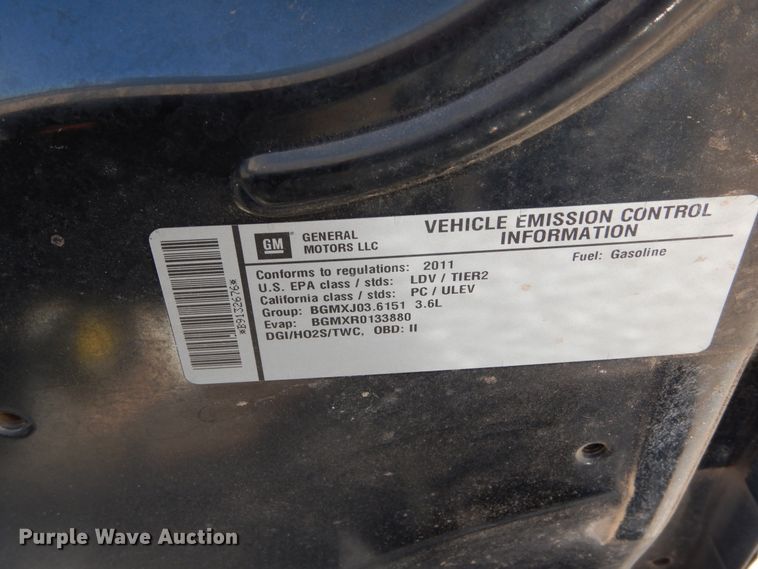 GM
GENERAL
MOTORS LLC
VEHICLE EMISSION CONTROL
INFORMATION
Fuel: Gasoline
Conforms to regulations: 2011
U.S. EPA class / stds: LDV / TIER2
California class / stds: PC / ULEV
Group: BGMXJ03.6151 3.6L
Evap: BGMXR0133880
DGI/HO2S/TWC, OBD: II
*B9132676*
Purple Wave Auction